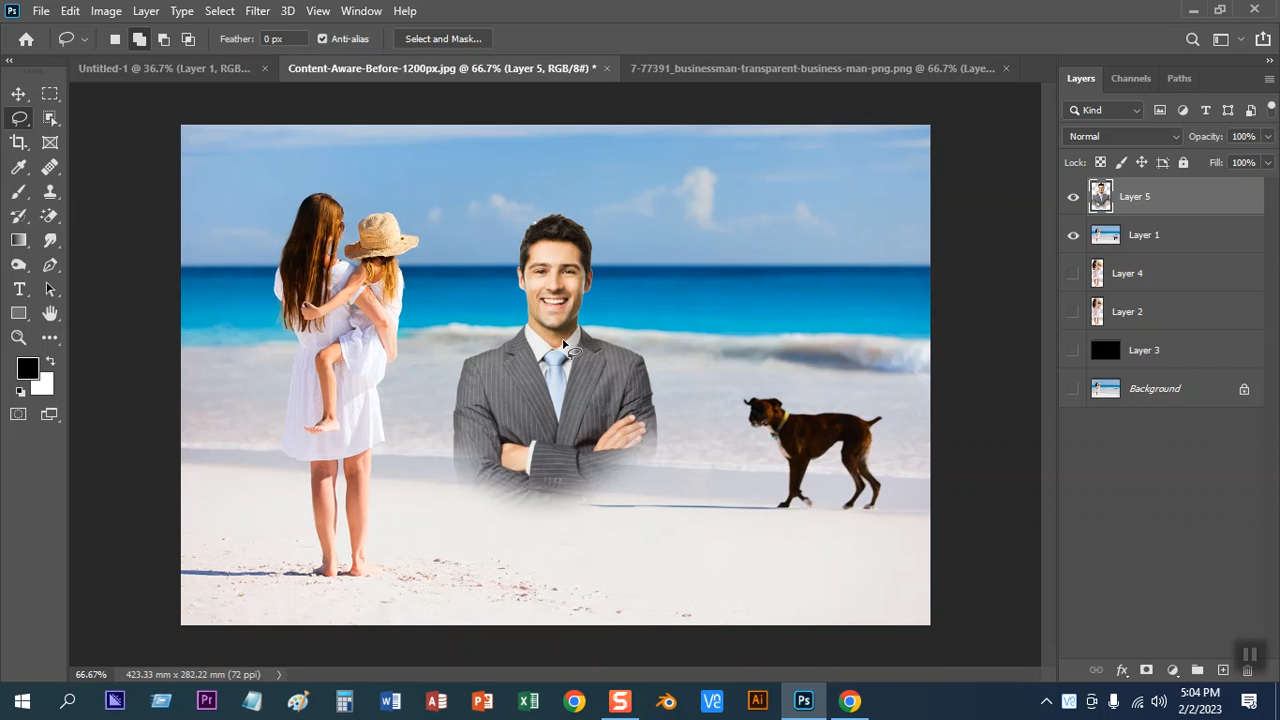 Ps File Edit Image Layer Type Select Filter 3D View Window Help
Feather: 0 px Anti-alias Select and Mask...
Untitled-1 @ 36.7% (Layer 1, RGB... × Content-Aware-Before-1200px.jpg @ 66.7% (Layer 5, RGB/8#) * × 7-77391_businessman-transparent-business-man-png.png @ 66.7% (Laye... ×
Layers Channels Paths
Kind
Normal Opacity: 100%
Lock: Fill: 100%
Layer 5
Layer 1
Layer 4
Layer 2
Layer 3
Background
66.67% 423.33 mm x 282.22 mm (72 ppi)
5:04 PM
2/2/2023